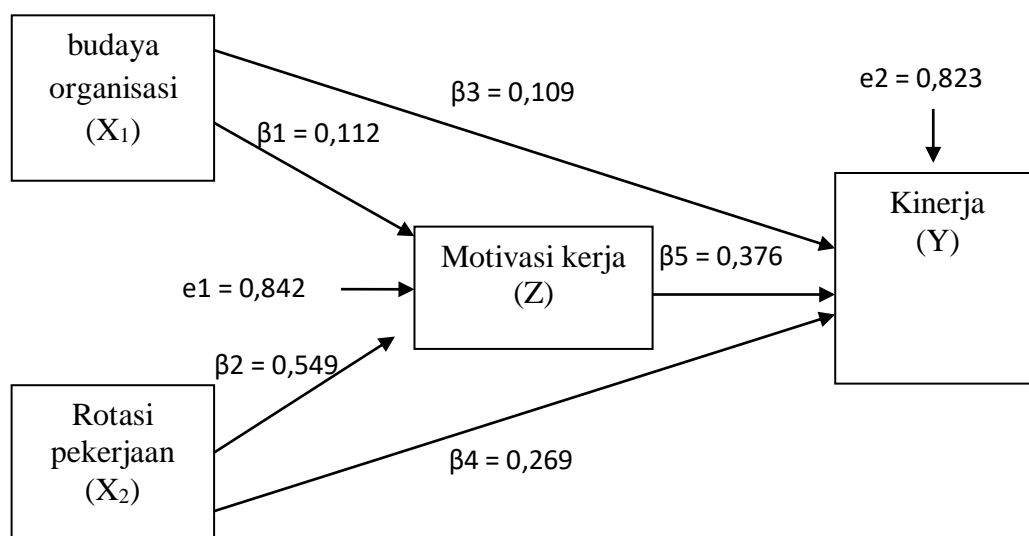 budaya
organisasi
(X₁)
β3 = 0,109
e2 = 0,823
β1 = 0,112
Kinerja
(Y)
Motivasi kerja
(Z)
β5 = 0,376
e1 = 0,842
β2 = 0,549
Rotasi
pekerjaan
(X₂)
β4 = 0,269